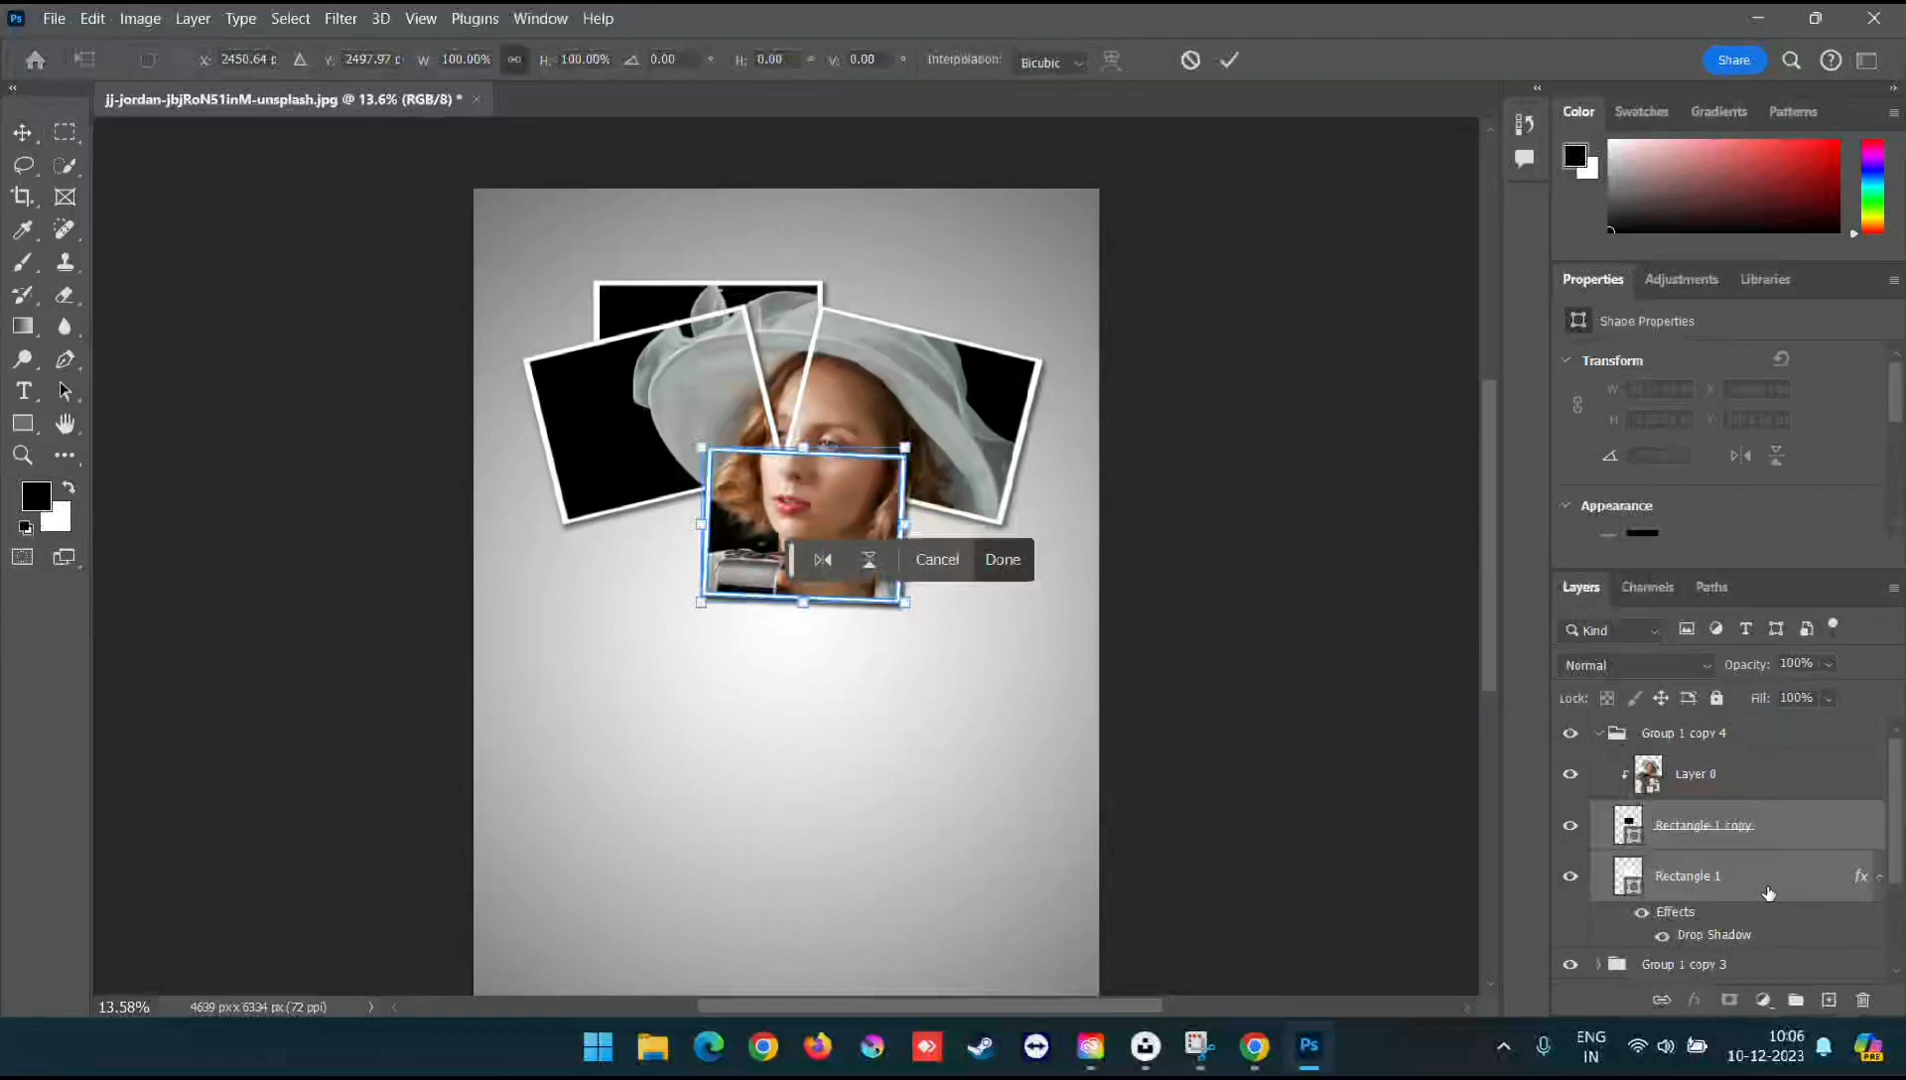 Ps File Edit Image Layer Type Select Filter 3D View Plugins Window Help
X: 2450.64 p Y: 2497.97 p W: 100.00% H: 100.00% 0.00 H: 0.00 V: 0.00 Interpolation: Bicubic Share
jj-jordan-jbjRoN51inM-unsplash.jpg @ 13.6% (RGB/8) *
Color Swatches Gradients Patterns
Properties Adjustments Libraries
Shape Properties
Transform
W X
H Y
Appearance
Cancel Done
Layers Channels Paths
Kind
Normal Opacity: 100%
Lock: Fill: 100%
Group 1 copy 4
Layer 0
Rectangle 1 copy
Rectangle 1 fx
Effects
Drop Shadow
Group 1 copy 3
13.58% 4639 px x 6334 px (72 ppi)
Ps ENG IN 10:06
10-12-2023 PRE